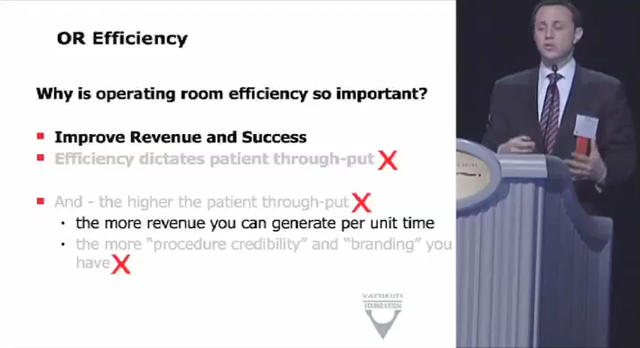 OR Efficiency
Why is operating room efficiency so important?
Improve Revenue and Success
Efficiency dictates patient through-put X
And - the higher the patient through-put X
• the more revenue you can generate per unit time
• the more “procedure credibility” and “branding” you
have X
VATTIKUTI
FOUNDATION